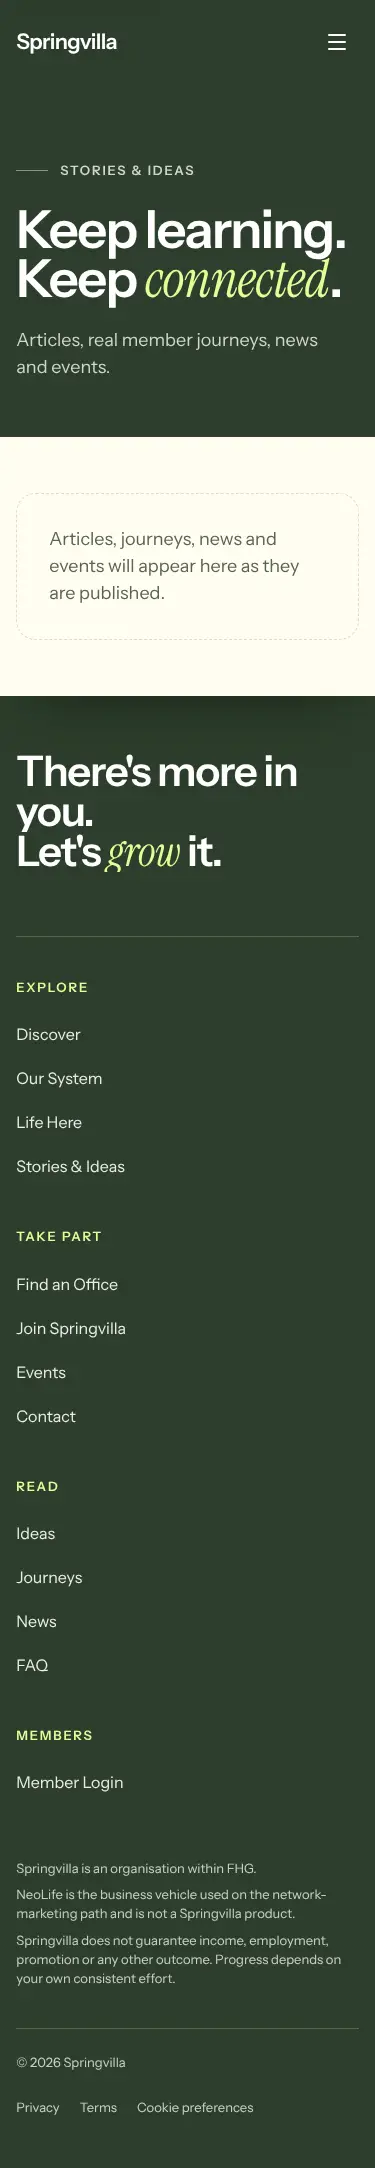 Springvilla
STORIES & IDEAS
Keep learning.
Keep connected.
Articles, real member journeys, news
and events.
Articles, journeys, news and
events will appear here as they
are published.
There's more in
you.
Let's grow it.
EXPLORE
Discover
Our System
Life Here
Stories & Ideas
TAKE PART
Find an Office
Join Springvilla
Events
Contact
READ
Ideas
Journeys
News
FAQ
MEMBERS
Member Login
Springvilla is an organisation within FHG.
NeoLife is the business vehicle used on the network-
marketing path and is not a Springvilla product.
Springvilla does not guarantee income, employment,
promotion or any other outcome. Progress depends on
your own consistent effort.
© 2026 Springvilla
Privacy Terms Cookie preferences